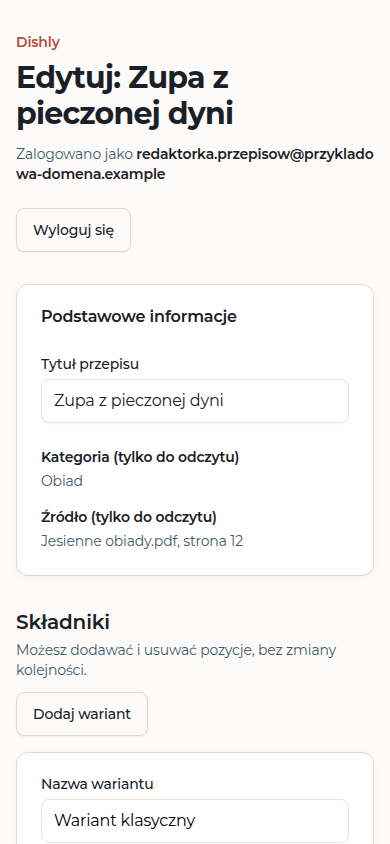 Dishly
Edytuj: Zupa z
pieczonej dyni
Zalogowano jako redaktorka.przepisow@przyklado
wa-domena.example
Wyloguj się
Podstawowe informacje
Tytuł przepisu
Zupa z pieczonej dyni
Kategoria (tylko do odczytu)
Obiad
Źródło (tylko do odczytu)
Jesienne obiady.pdf, strona 12
Składniki
Możesz dodawać i usuwać pozycje, bez zmiany
kolejności.
Dodaj wariant
Nazwa wariantu
Wariant klasyczny